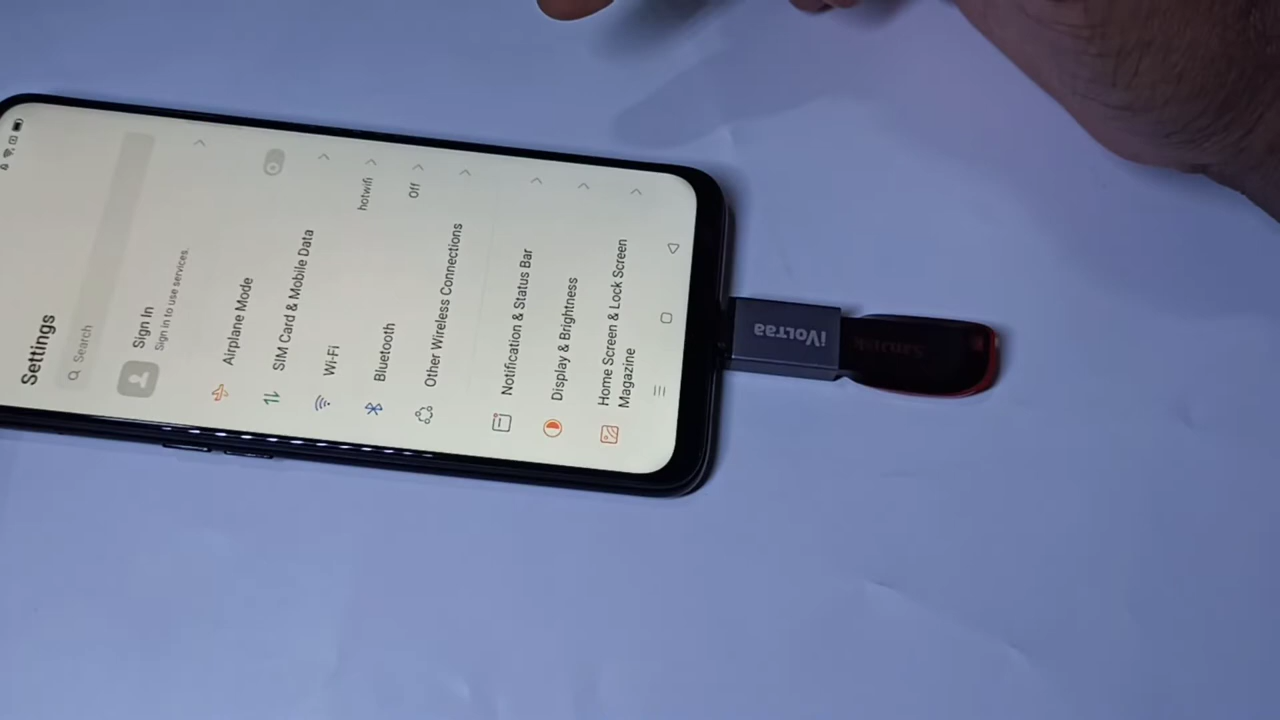 Settings
Search
Sign In
Sign in to use services.
Airplane Mode
SIM Card & Mobile Data
Wi-Fi
hotwifi
Bluetooth
Off
Other Wireless Connections
Notification & Status Bar
Display & Brightness
Home Screen & Lock Screen
Magazine
iVoltaa
SanDisk